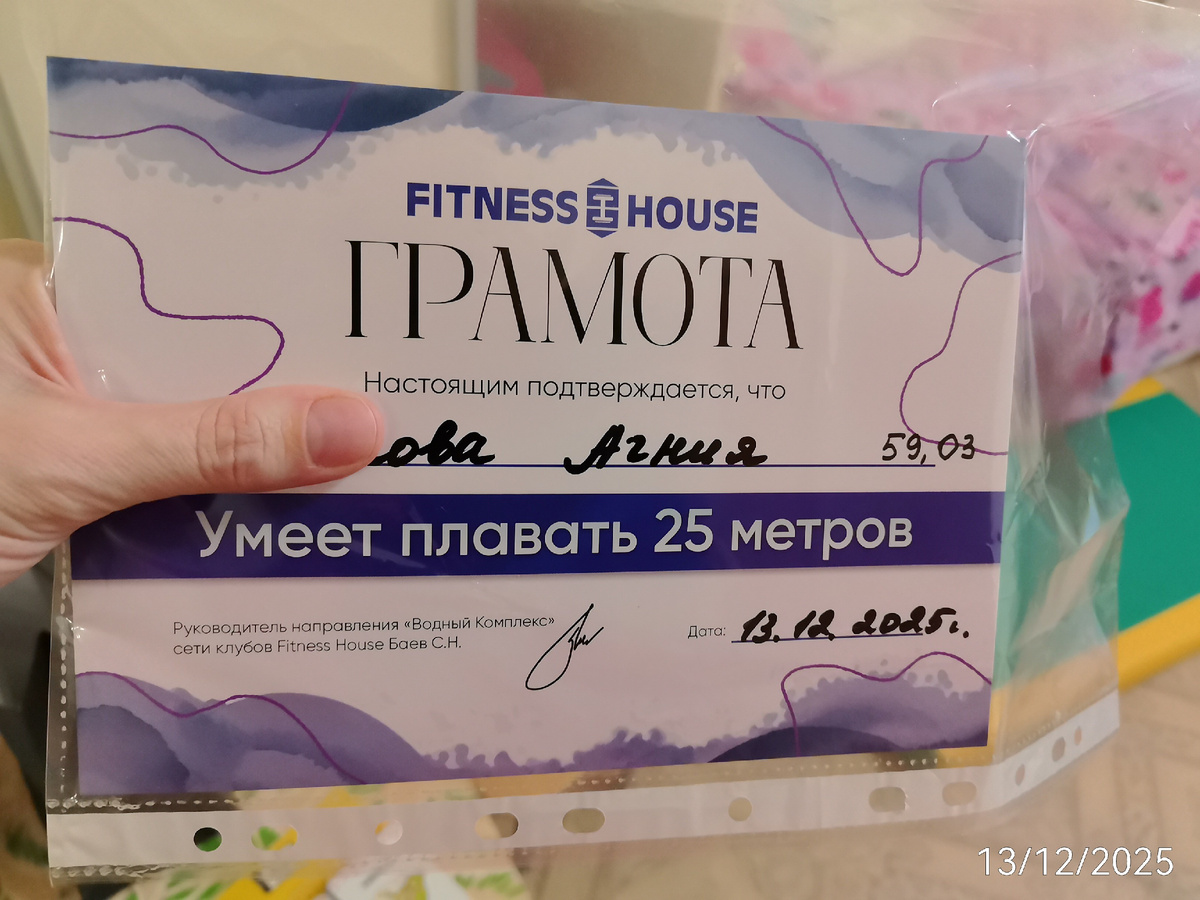 FITNESS HOUSE
ГРАМОТА
Настоящим подтверждается, что
ова Агния 59,03
Умеет плавать 25 метров
Руководитель направления «Водный Комплекс»
сети клубов Fitness House Баев С.Н.
Дата: 13.12.2025г.
13/12/2025